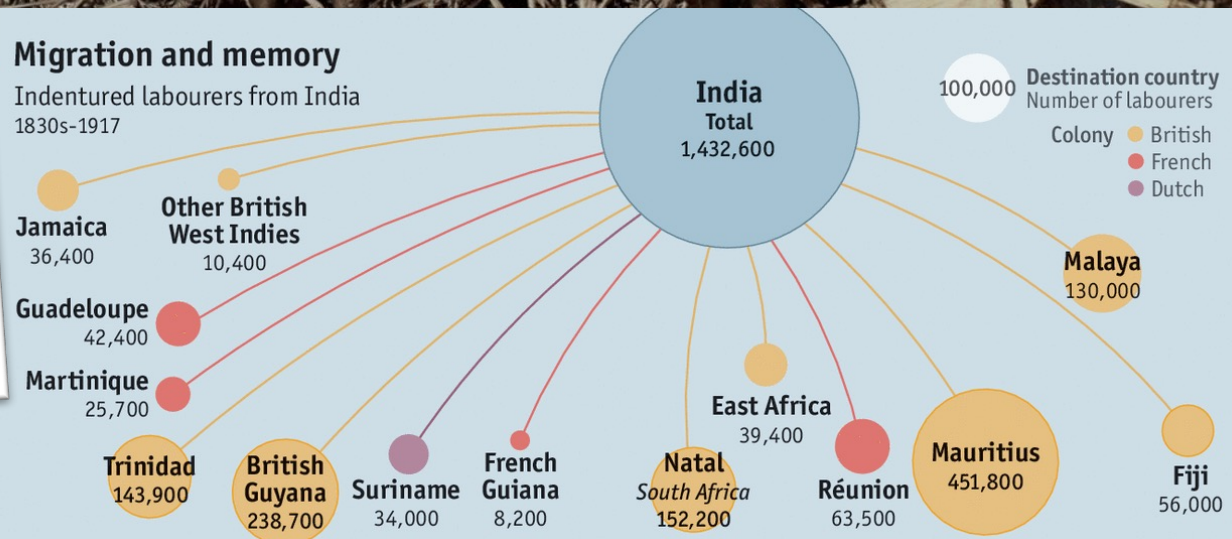 Migration and memory
Indentured labourers from India
1830s-1917
India
Total
1,432,600
100,000
Destination country
Number of labourers
Colony
British
French
Dutch
Jamaica
36,400
Other British
West Indies
10,400
Guadeloupe
42,400
Martinique
25,700
Trinidad
143,900
British
Guyana
238,700
Suriname
34,000
French
Guiana
8,200
Natal
South Africa
152,200
East Africa
39,400
Réunion
63,500
Mauritius
451,800
Malaya
130,000
Fiji
56,000